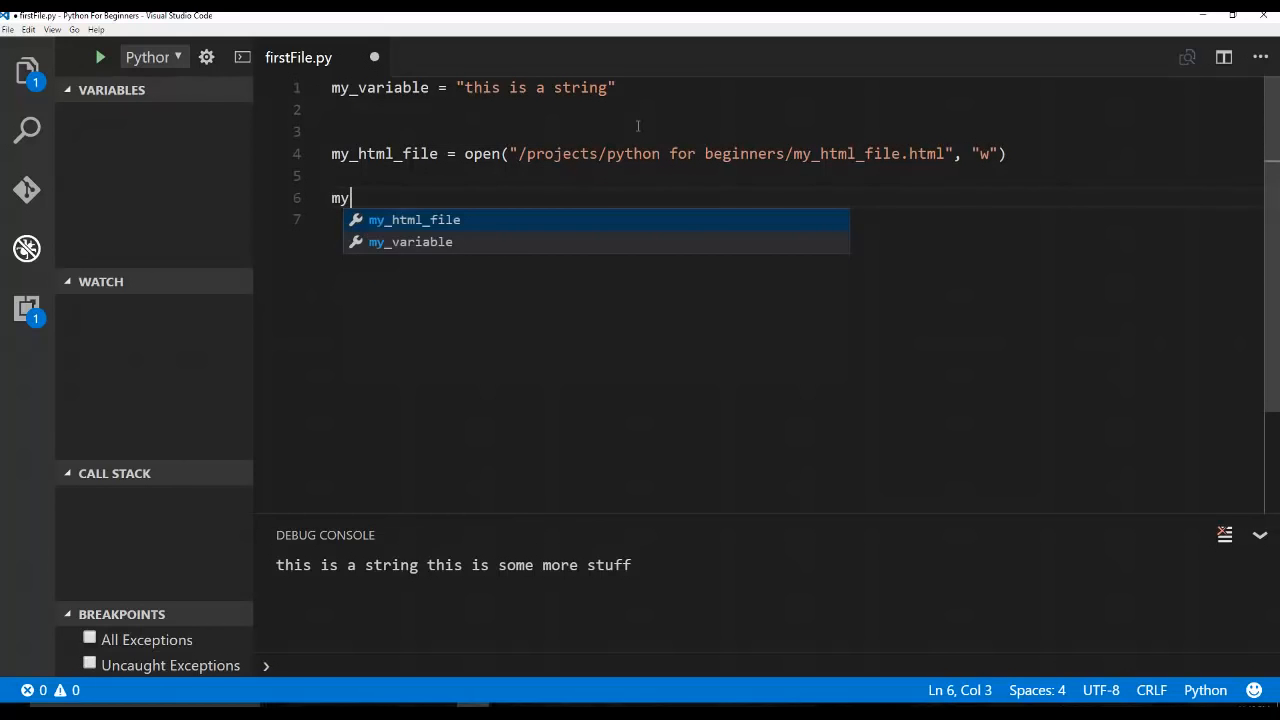 firstFile.py - Python For Beginners - Visual Studio Code
File Edit View Go Help
Python
firstFile.py
1
VARIABLES
1 my_variable = "this is a string"
2
3
4 my_html_file = open("/projects/python for beginners/my_html_file.html", "w")
5
6 my
my_html_file
7
my_variable
WATCH
1
CALL STACK
DEBUG CONSOLE
this is a string this is some more stuff
BREAKPOINTS
All Exceptions
Uncaught Exceptions
0 0 Ln 6, Col 3 Spaces: 4 UTF-8 CRLF Python